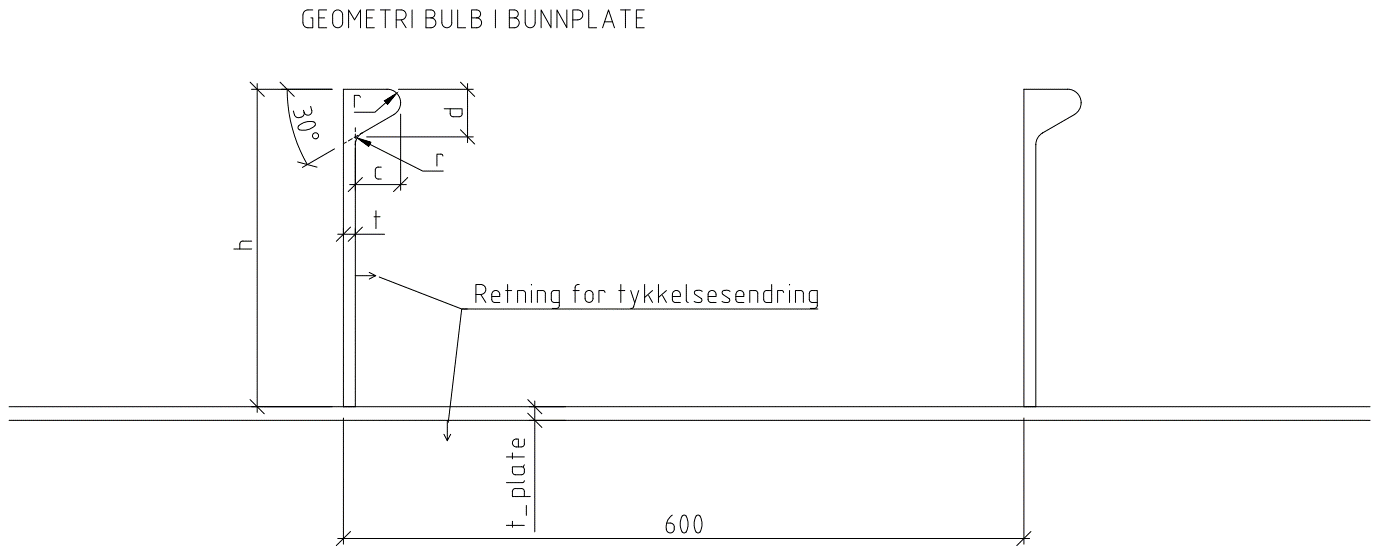 GEOMETRI BULB I BUNNPLATE
30°
r
d
r
c
t
h
Retning for tykkelsesendring
t_plate
600